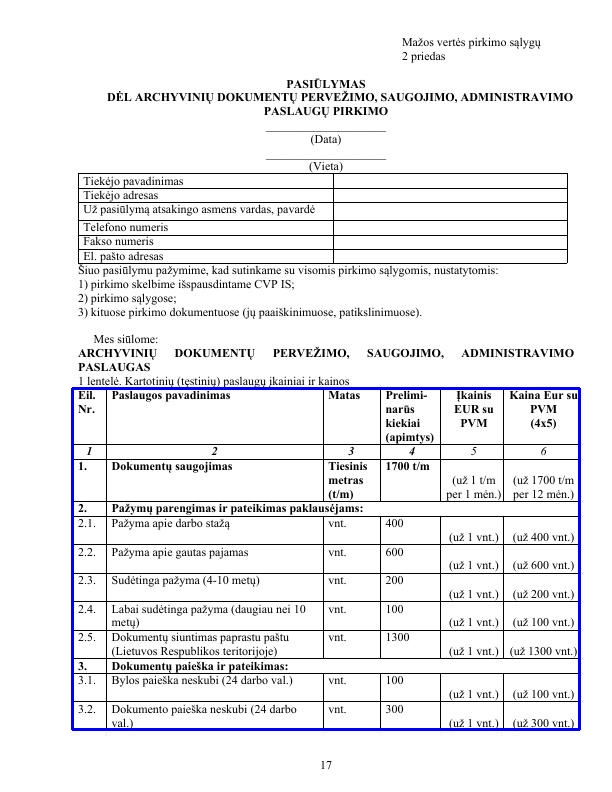 Mažos vertės pirkimo sąlygų
2 priedas
PASIŪLYMAS
DĖL ARCHYVINIŲ DOKUMENTŲ PERVEŽIMO, SAUGOJIMO, ADMINISTRAVIMO
PASLAUGŲ PIRKIMO
____________________
(Data)
____________________
(Vieta)
Tiekėjo pavadinimas
Tiekėjo adresas
Už pasiūlymą atsakingo asmens vardas, pavardė
Telefono numeris
Fakso numeris
El. pašto adresas
Šiuo pasiūlymu pažymime, kad sutinkame su visomis pirkimo sąlygomis, nustatytomis:
1) pirkimo skelbime išspausdintame CVP IS;
2) pirkimo sąlygose;
3) kituose pirkimo dokumentuose (jų paaiškinimuose, patikslinimuose).
Mes siūlome:
ARCHYVINIŲ DOKUMENTŲ PERVEŽIMO, SAUGOJIMO, ADMINISTRAVIMO
PASLAUGAS
1 lentelė. Kartotinių (tęstinių) paslaugų įkainiai ir kainos
Eil. Paslaugos pavadinimas Matas Prelimi- Įkainis Kaina Eur su
Nr. narūs EUR su PVM
kiekiai PVM (4x5)
(apimtys)
1 2 3 4 5 6
1. Dokumentų saugojimas Tiesinis 1700 t/m
metras (už 1 t/m (už 1700 t/m
(t/m) per 1 mėn.) per 12 mėn.)
2. Pažymų parengimas ir pateikimas paklausėjams:
2.1. Pažyma apie darbo stažą vnt. 400
(už 1 vnt.) (už 400 vnt.)
2.2. Pažyma apie gautas pajamas vnt. 600
(už 1 vnt.) (už 600 vnt.)
2.3. Sudėtinga pažyma (4-10 metų) vnt. 200
(už 1 vnt.) (už 200 vnt.)
2.4. Labai sudėtinga pažyma (daugiau nei 10 vnt. 100
metų) (už 1 vnt.) (už 100 vnt.)
2.5. Dokumentų siuntimas paprastu paštu vnt. 1300
(Lietuvos Respublikos teritorijoje) (už 1 vnt.) (už 1300 vnt.)
3. Dokumentų paieška ir pateikimas:
3.1. Bylos paieška neskubi (24 darbo val.) vnt. 100
(už 1 vnt.) (už 100 vnt.)
3.2. Dokumento paieška neskubi (24 darbo vnt. 300
val.) (už 1 vnt.) (už 300 vnt.)
17